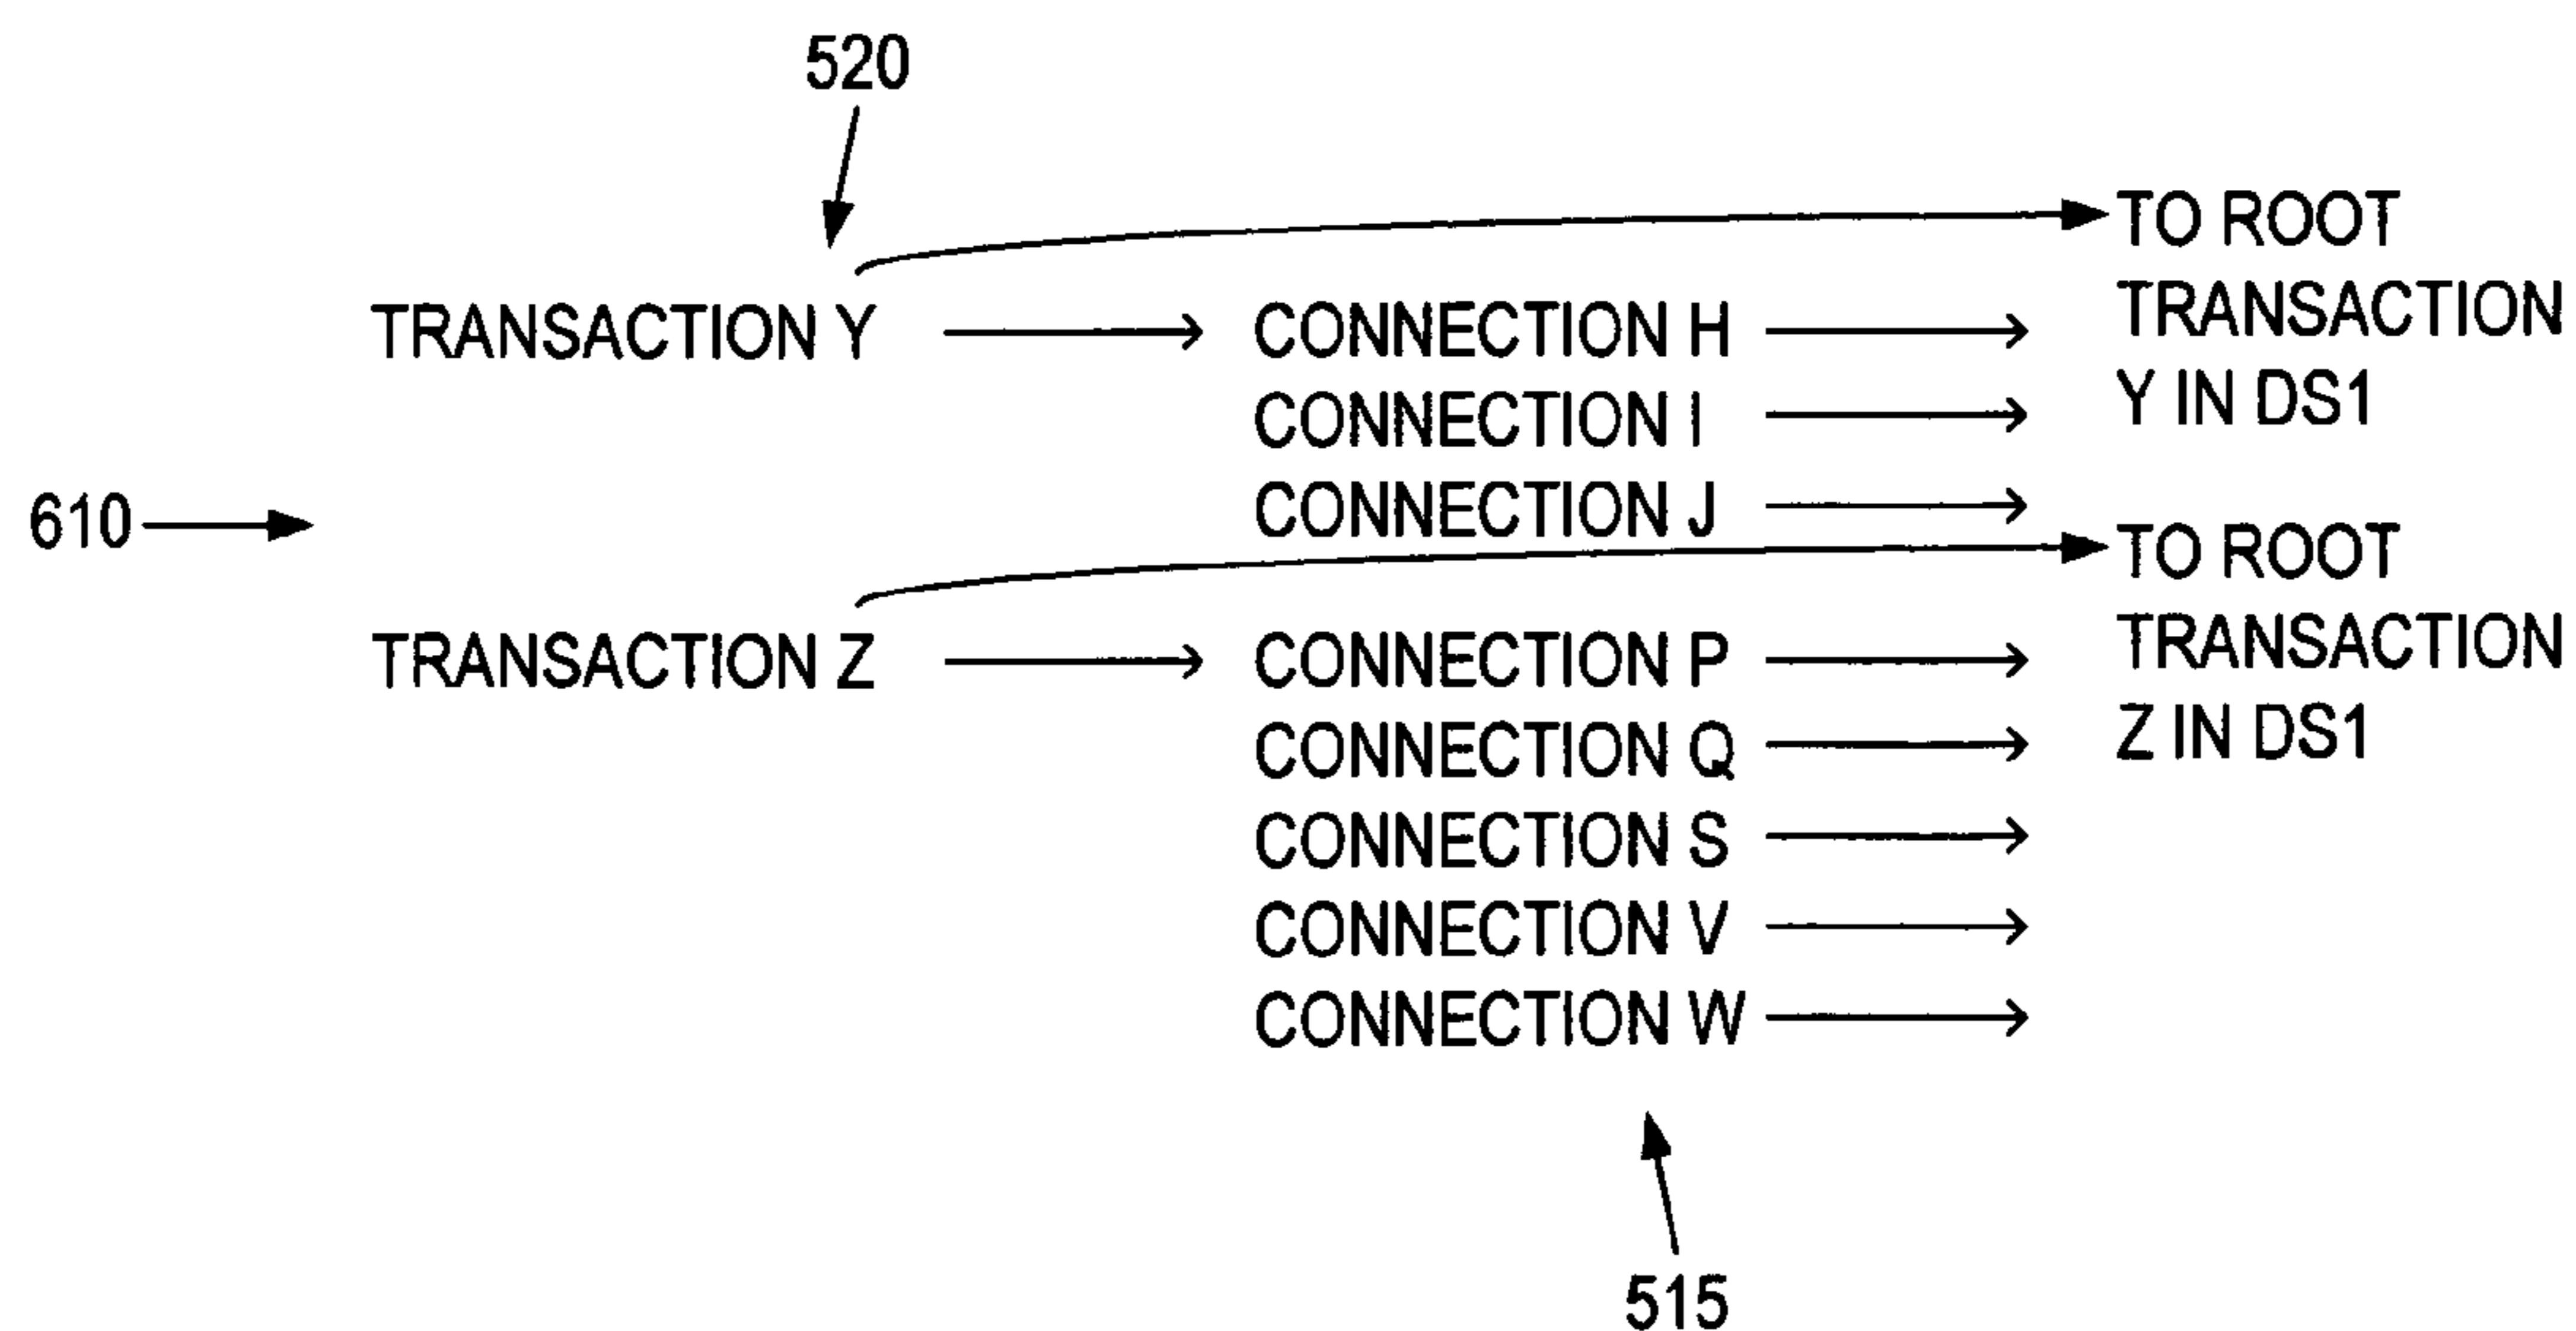 520
TO ROOT
TRANSACTION Y
CONNECTION H
TRANSACTION
CONNECTION I
Y IN DS1
610
CONNECTION J
TO ROOT
TRANSACTION Z
CONNECTION P
TRANSACTION
CONNECTION Q
Z IN DS1
CONNECTION S
CONNECTION V
CONNECTION W
515